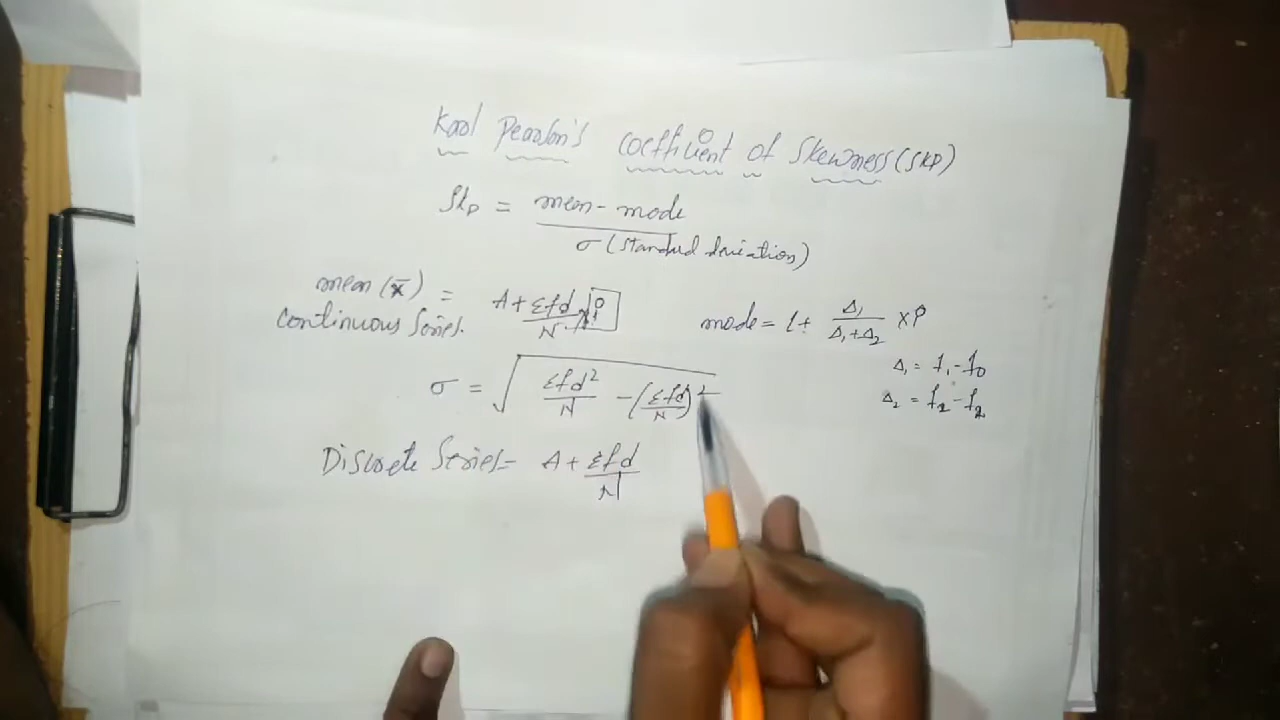 Karl Pearson's coefficient of Skewness (SKP)
Skp = mean - mode / σ (standard deviation)
mean (x̄) = A + Σfd / N × P
Continuous Series.
mode = l + Δ₁ / Δ₁ + Δ₂ × P
Δ₁ = f₁ - f₀
Δ₂ = f₁ - f₂
σ = √ Σfd² / N - (Σfd / N)²
Discrete Series = A + Σfd / N